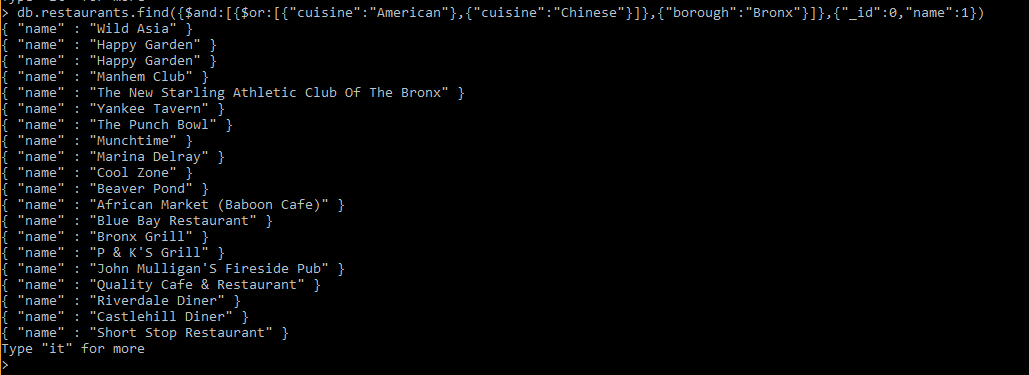 Type "it" for more
> db.restaurants.find({$and:[{$or:[{"cuisine":"American"},{"cuisine":"Chinese"}]},{"borough":"Bronx"}]},{"_id":0,"name":1})
{ "name" : "Wild Asia" }
{ "name" : "Happy Garden" }
{ "name" : "Happy Garden" }
{ "name" : "Manhem Club" }
{ "name" : "The New Starling Athletic Club Of The Bronx" }
{ "name" : "Yankee Tavern" }
{ "name" : "The Punch Bowl" }
{ "name" : "Munchtime" }
{ "name" : "Marina Delray" }
{ "name" : "Cool Zone" }
{ "name" : "Beaver Pond" }
{ "name" : "African Market (Baboon Cafe)" }
{ "name" : "Blue Bay Restaurant" }
{ "name" : "Bronx Grill" }
{ "name" : "P & K'S Grill" }
{ "name" : "John Mulligan'S Fireside Pub" }
{ "name" : "Quality Cafe & Restaurant" }
{ "name" : "Riverdale Diner" }
{ "name" : "Castlehill Diner" }
{ "name" : "Short Stop Restaurant" }
Type "it" for more
>